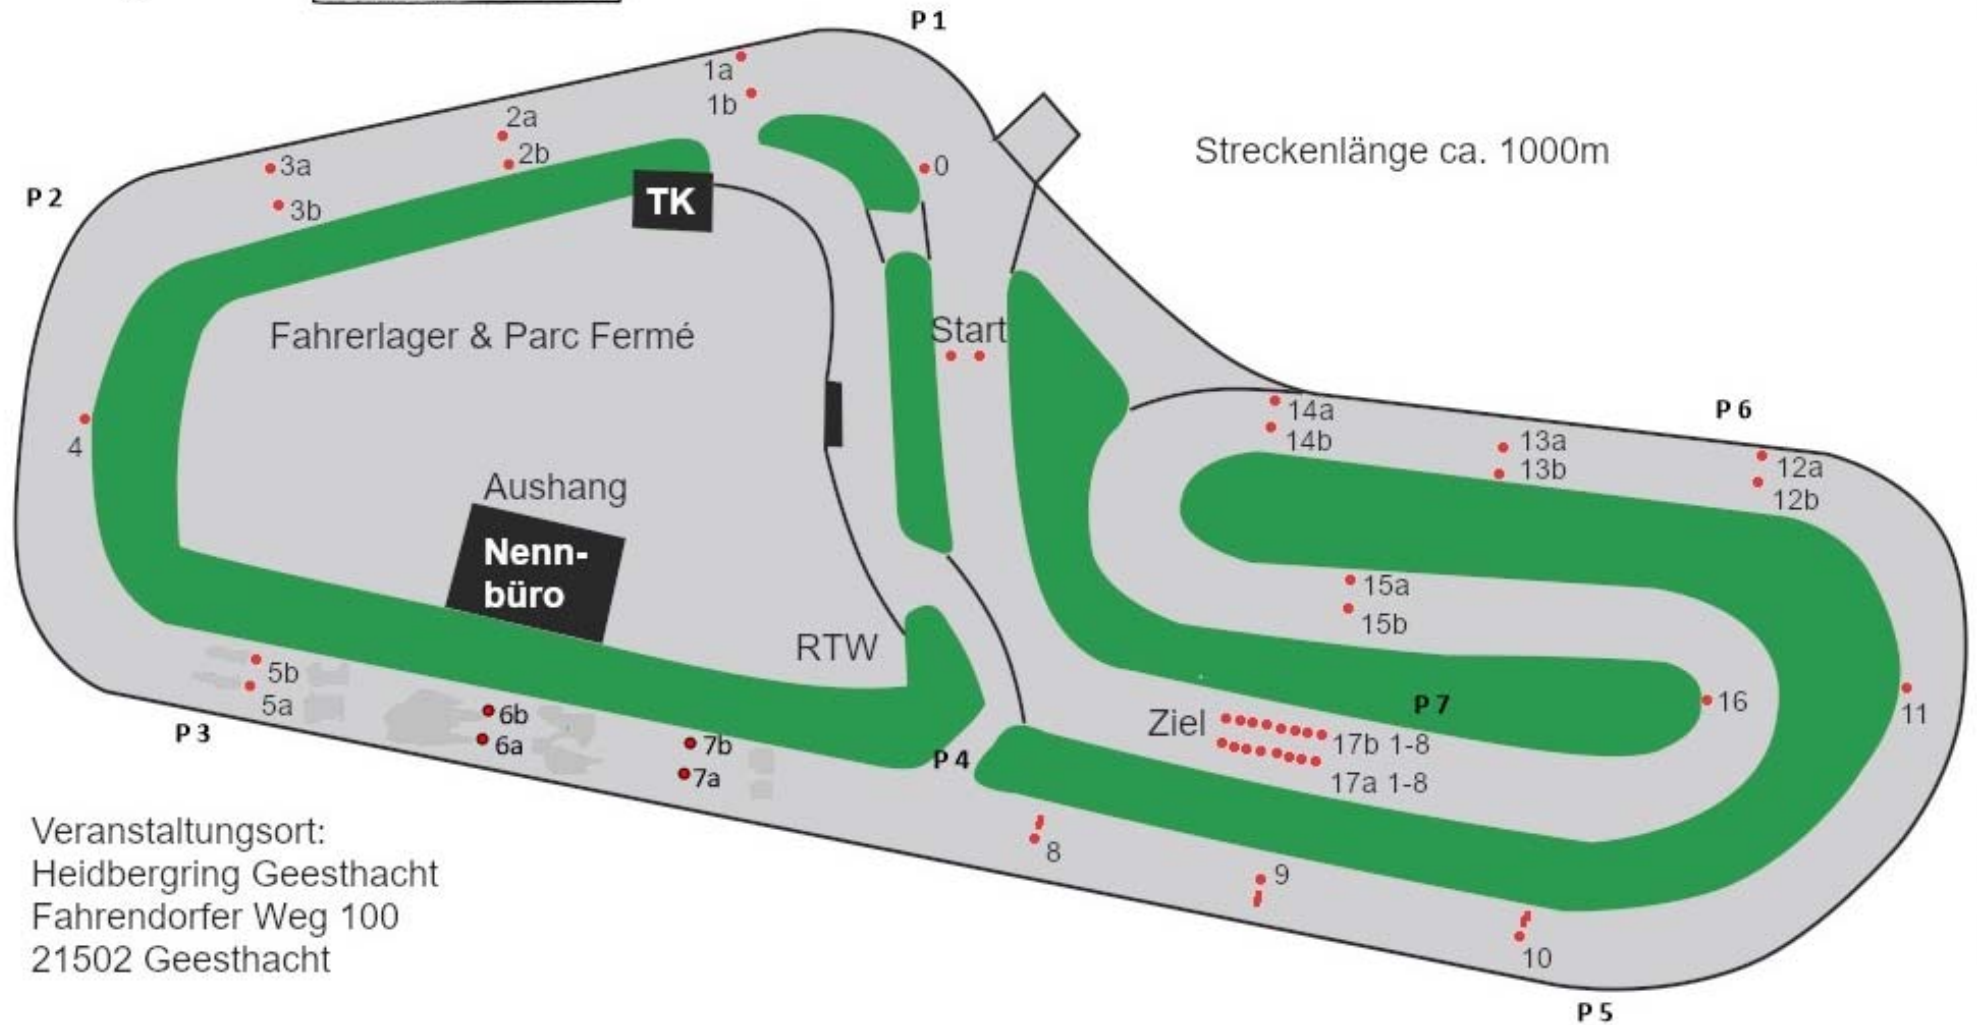 P 1
1a
1b
2a
2b
3a
3b
0
P 2
TK
Streckenlänge ca. 1000m
Fahrerlager & Parc Fermé
Start
4
Aushang
Nenn-
büro
RTW
14a
14b
13a
13b
P 6
12a
12b
15a
15b
16
11
P 7
Ziel
17b 1-8
17a 1-8
5b
5a
P 3
6b
6a
7b
7a
P 4
8
9
10
P 5
Veranstaltungsort:
Heidbergring Geesthacht
Fahrendorfer Weg 100
21502 Geesthacht